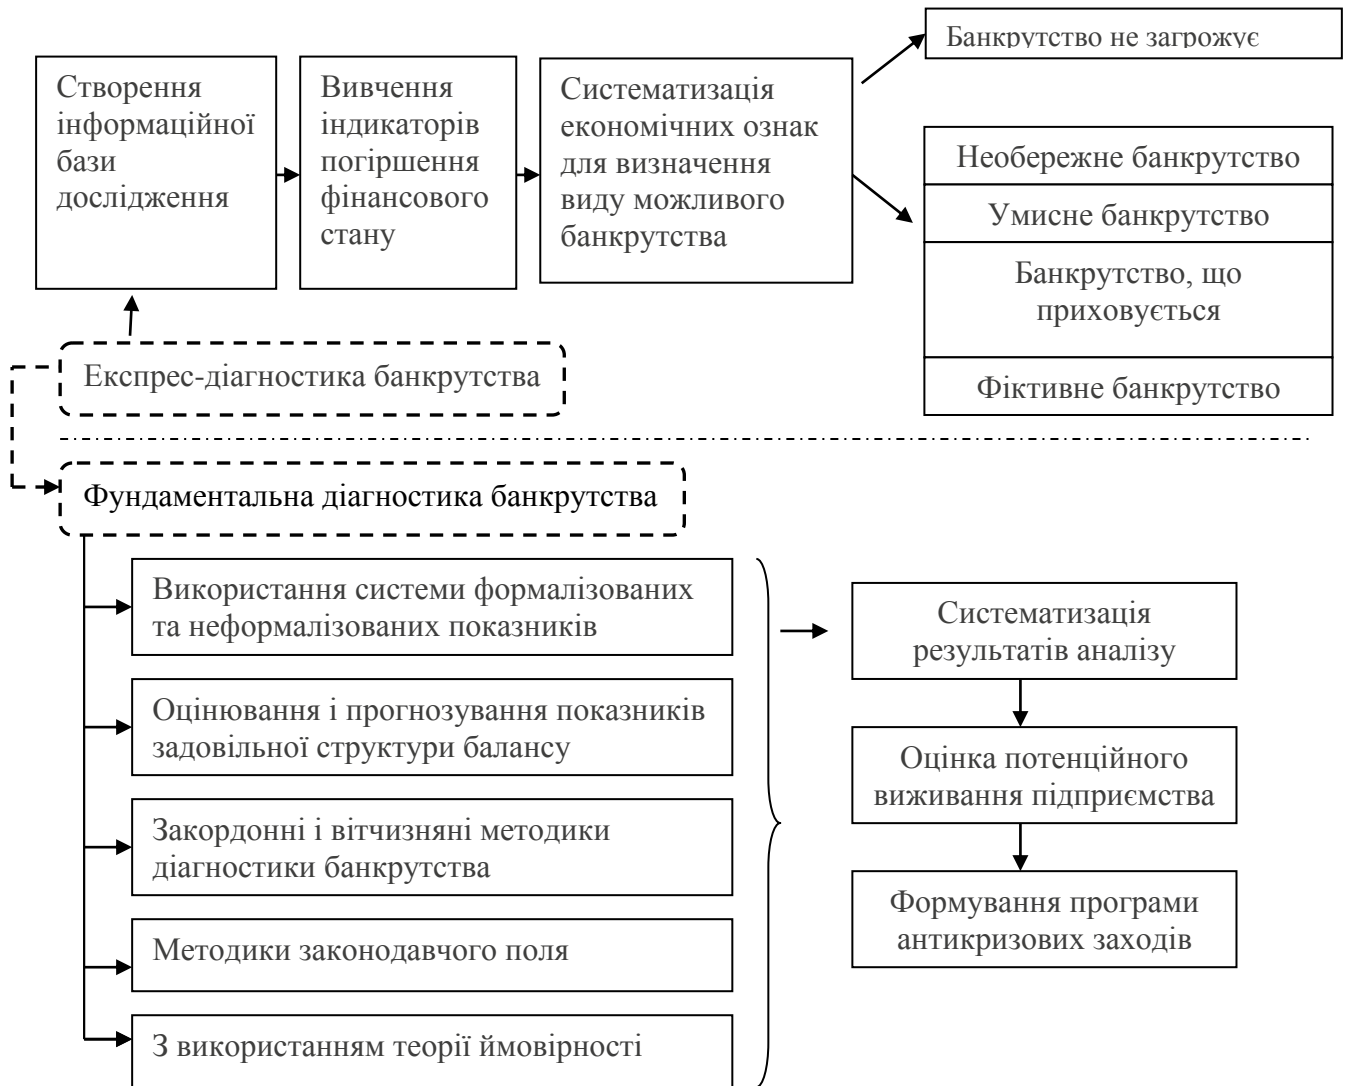 Банкрутство не загрожує
Створення
інформаційної
бази
дослідження
Вивчення
індикаторів
погіршення
фінансового
стану
Систематизація
економічних ознак
для визначення
виду можливого
банкрутства
Необережне банкрутство
Умисне банкрутство
Банкрутство, що
приховується
Фіктивне банкрутство
Експрес-діагностика банкрутства
Фундаментальна діагностика банкрутства
Використання системи формалізованих
та неформалізованих показників
Оцінювання і прогнозування показників
задовільної структури балансу
Закордонні і вітчизняні методики
діагностики банкрутства
Методики законодавчого поля
З використанням теорії ймовірності
Систематизація
результатів аналізу
Оцінка потенційного
виживання підприємства
Формування програми
антикризових заходів